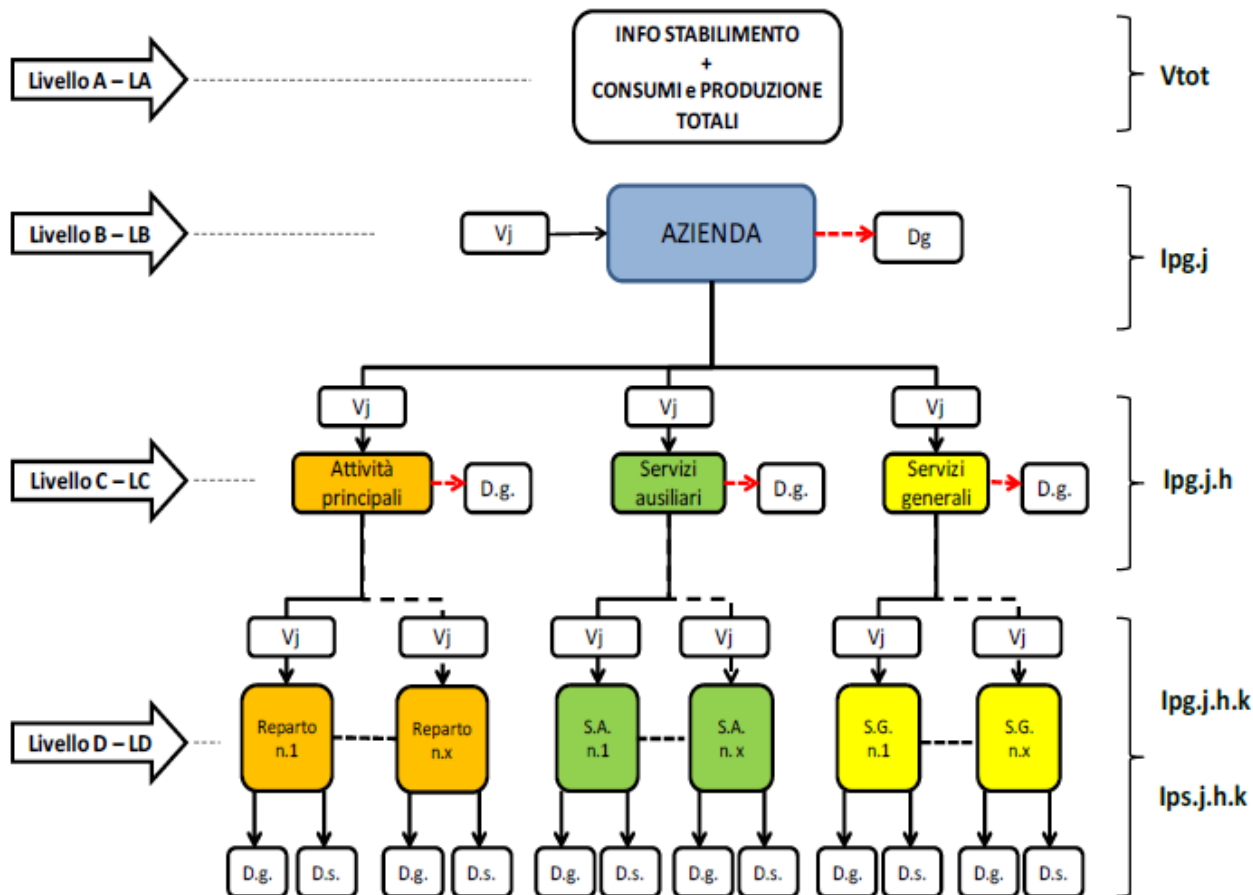 INFO STABILIMENTO
+
CONSUMI e PRODUZIONE
TOTALI
Livello A – LA
Vtot
Livello B – LB
Vj
AZIENDA
Dg
Ipg.j
Vj
Vj
Vj
Livello C – LC
Attività
principali
D.g.
Servizi
ausiliari
D.g.
Servizi
generali
D.g.
Ipg.j.h
Vj
Vj
Vj
Vj
Vj
Vj
Livello D – LD
Reparto
n.1
Reparto
n.x
S.A.
n.1
S.A.
n. x
S.G.
n.1
S.G.
n.x
Ipg.j.h.k
Ips.j.h.k
D.g.
D.s.
D.g.
D.s.
D.g.
D.s.
D.g.
D.s.
D.g.
D.s.
D.g.
D.s.